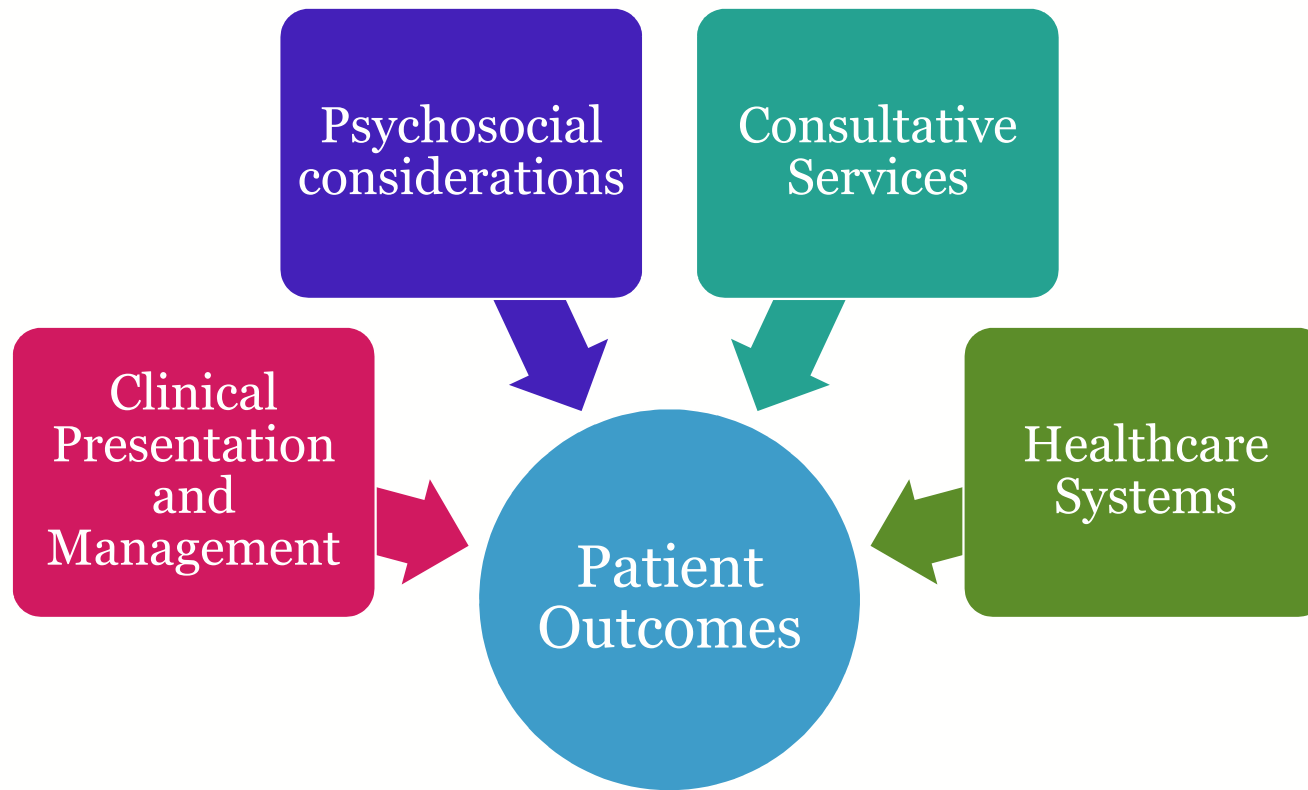 Psychosocial
considerations
Consultative
Services
Clinical
Presentation
and
Management
Healthcare
Systems
Patient
Outcomes